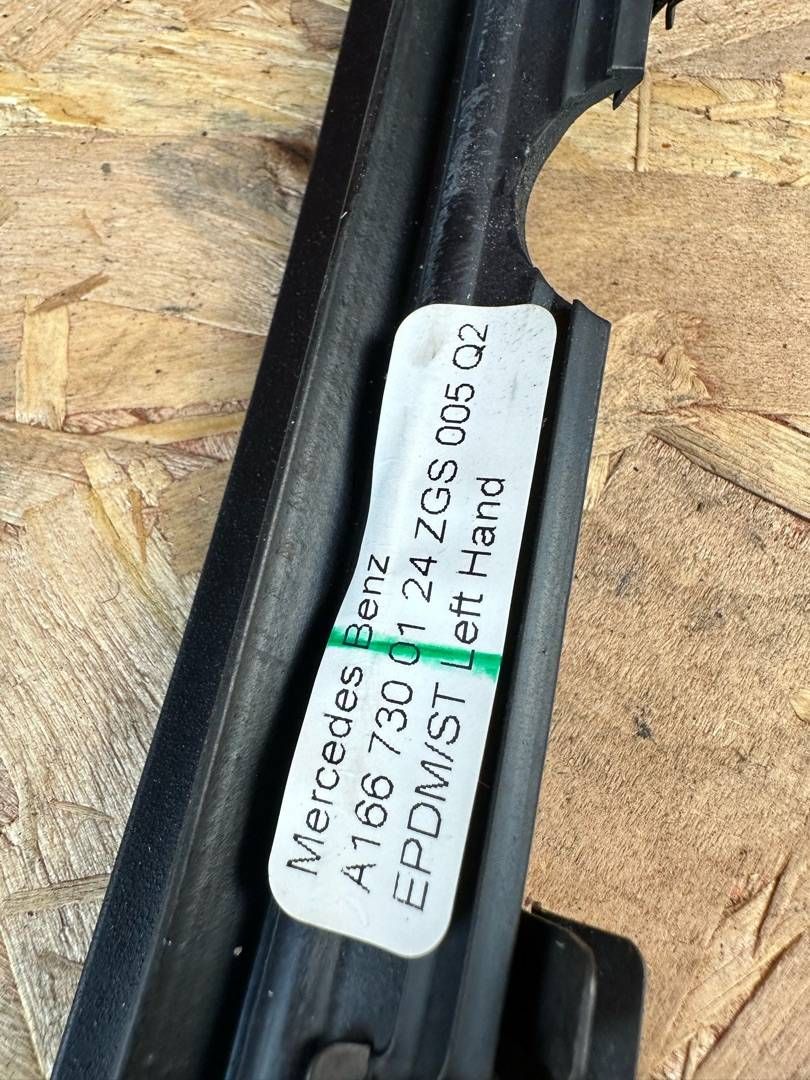 Mercedes Benz
A166 730 01 24 ZGS 005 Q2
EPDM/ST Left Hand